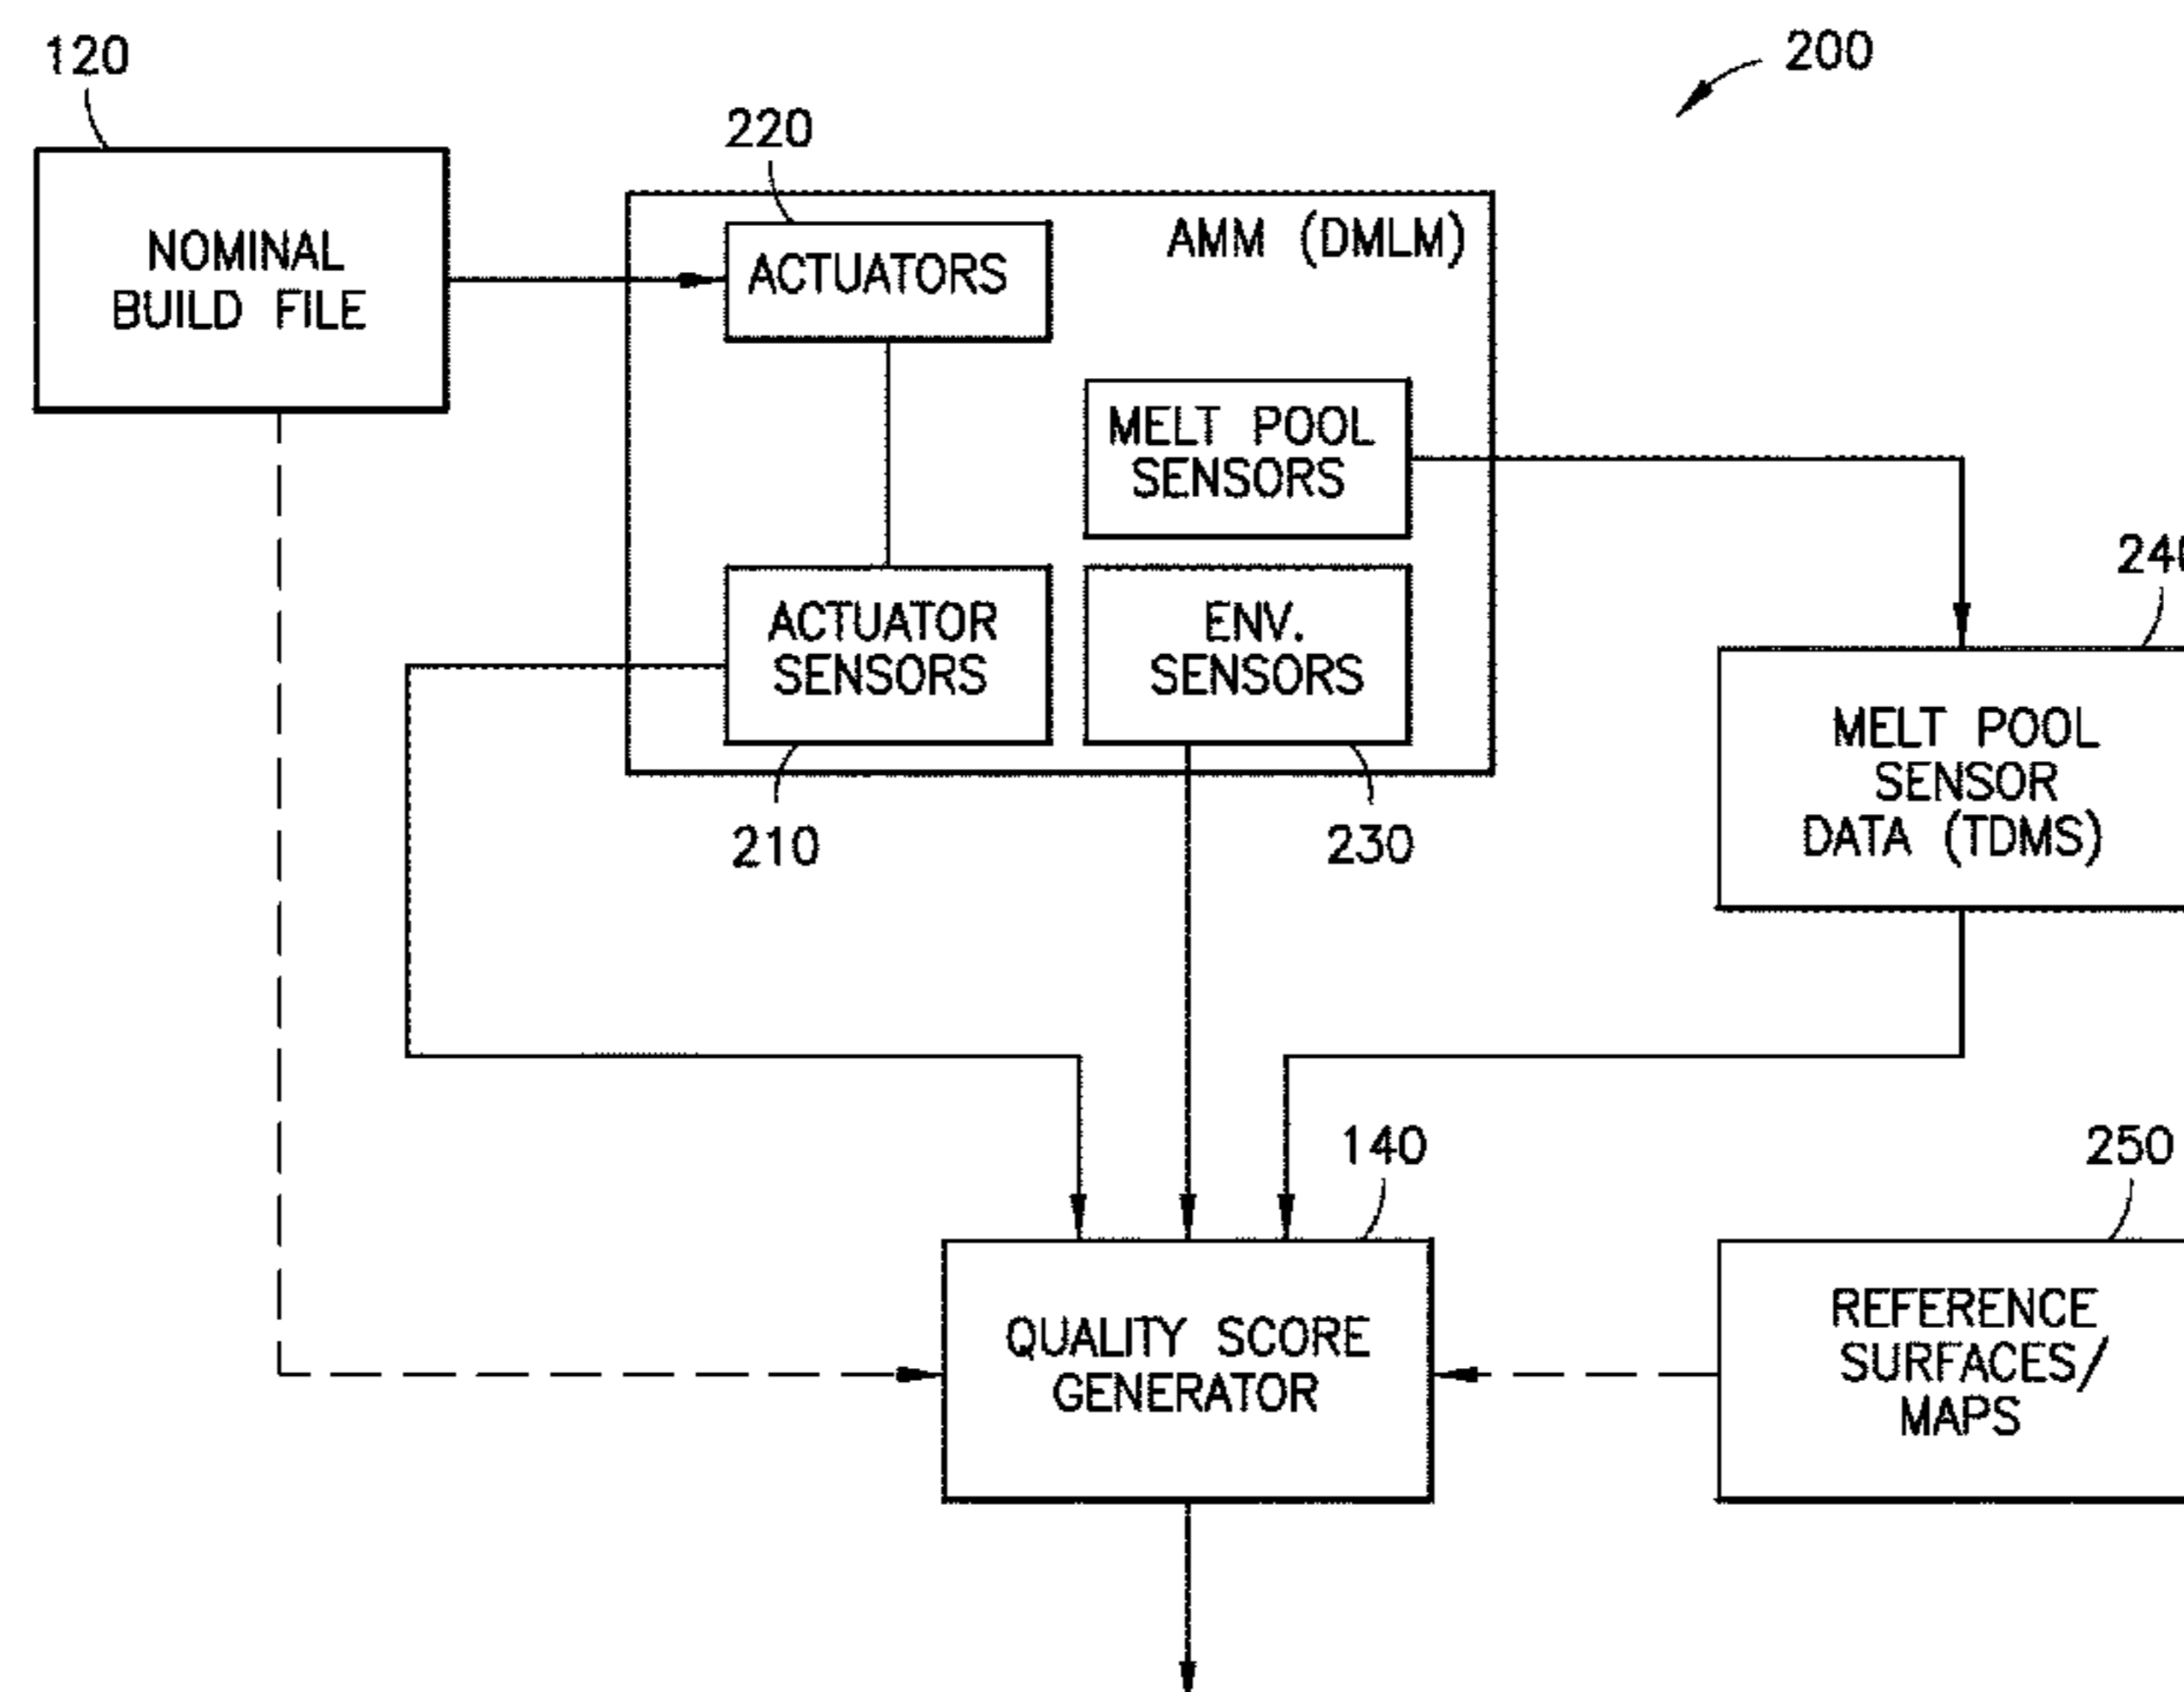 120
200
220
NOMINAL
BUILD FILE
AMM (DMLM)
ACTUATORS
MELT POOL
SENSORS
ACTUATOR
SENSORS
ENV.
SENSORS
210
230
MELT POOL
SENSOR
DATA (TDMS)
140
250
QUALITY SCORE
GENERATOR
REFERENCE
SURFACES/
MAPS